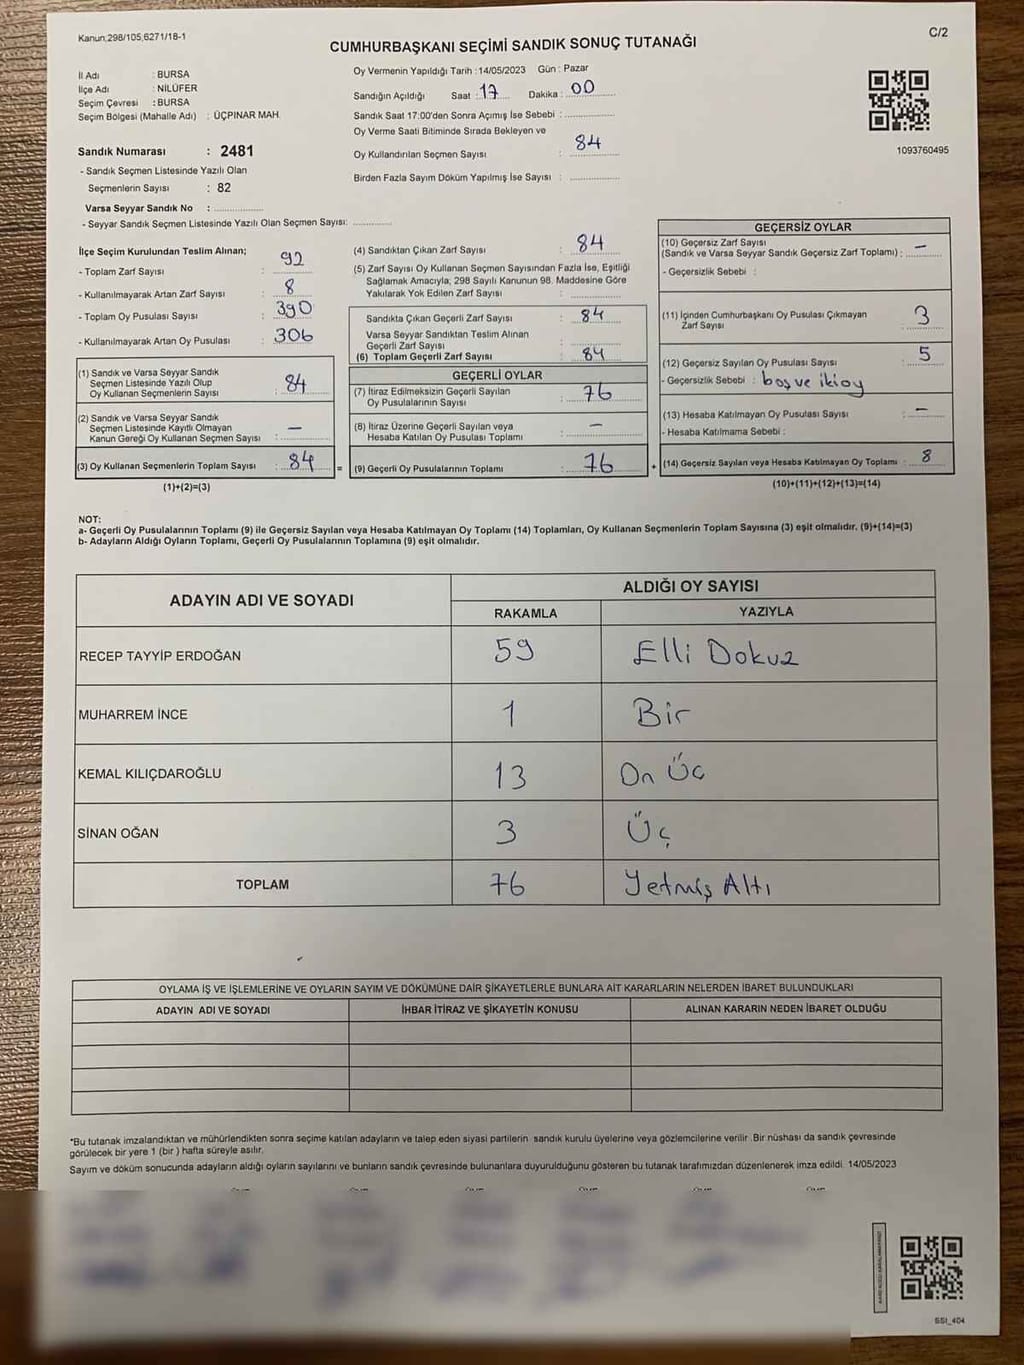 Kanun,298/105,6271/18-1
C/2
CUMHURBAŞKANI SEÇİMİ SANDIK SONUÇ TUTANAĞI
İl Adı : BURSA
İlçe Adı : NİLÜFER
Seçim Çevresi : BURSA
Seçim Bölgesi (Mahalle Adı) : ÜÇPINAR MAH.
Sandık Numarası : 2481
- Sandık Seçmen Listesinde Yazılı Olan
Seçmenlerin Sayısı : 82
Varsa Seyyar Sandık No :
- Seyyar Sandık Seçmen Listesinde Yazılı Olan Seçmen Sayısı:
Oy Vermenin Yapıldığı Tarih : 14/05/2023 Gün : Pazar
Sandığın Açıldığı Saat : 17 Dakika : 00
Sandık Saat 17:00'den Sonra Açımış İse Sebebi :
Oy Verme Saati Bitiminde Sırada Bekleyen ve
Oy Kullandırılan Seçmen Sayısı : 84
Birden Fazla Sayım Döküm Yapılmış İse Sayısı :
1093760495
İlçe Seçim Kurulundan Teslim Alınan;
- Toplam Zarf Sayısı : 92
- Kullanılmayarak Artan Zarf Sayısı : 8
- Toplam Oy Pusulası Sayısı : 390
- Kullanılmayarak Artan Oy Pusulası : 306
(1) Sandık ve Varsa Seyyar Sandık
Seçmen Listesinde Yazılı Olup
Oy Kullanan Seçmenlerin Sayısı : 84
(2) Sandık ve Varsa Seyyar Sandık
Seçmen Listesinde Kayıtlı Olmayan
Kanun Gereği Oy Kullanan Seçmen Sayısı : —
(3) Oy Kullanan Seçmenlerin Toplam Sayısı : 84
(1)+(2)=(3)
(4) Sandıktan Çıkan Zarf Sayısı : 84
(5) Zarf Sayısı Oy Kullanan Seçmen Sayısından Fazla İse, Eşitliği
Sağlamak Amacıyla, 298 Sayılı Kanunun 98. Maddesine Göre
Yakılarak Yok Edilen Zarf Sayısı :
Sandıkta Çıkan Geçerli Zarf Sayısı : 84
Varsa Seyyar Sandıktan Teslim Alınan
Geçerli Zarf Sayısı :
(6) Toplam Geçerli Zarf Sayısı : 84
GEÇERLİ OYLAR
(7) İtiraz Edilmeksizin Geçerli Sayılan
Oy Pusulalarının Sayısı : 76
(8) İtiraz Üzerine Geçerli Sayılan veya
Hesaba Katılan Oy Pusulası Toplamı : —
= (9) Geçerli Oy Pusulalarının Toplamı : 76
GEÇERSİZ OYLAR
(10) Geçersiz Zarf Sayısı
(Sandık ve Varsa Seyyar Sandık Geçersiz Zarf Toplamı) : —
- Geçersizlik Sebebi :
(11) İçinden Cumhurbaşkanı Oy Pusulası Çıkmayan
Zarf Sayısı : 3
(12) Geçersiz Sayılan Oy Pusulası Sayısı : 5
- Geçersizlik Sebebi : boş ve iki oy
(13) Hesaba Katılmayan Oy Pusulası Sayısı : —
- Hesaba Katılmama Sebebi :
+ (14) Geçersiz Sayılan veya Hesaba Katılmayan Oy Toplamı : 8
(10)+(11)+(12)+(13)=(14)
NOT:
a- Geçerli Oy Pusulalarının Toplamı (9) ile Geçersiz Sayılan veya Hesaba Katılmayan Oy Toplamı (14) Toplamları, Oy Kullanan Seçmenlerin Toplam Sayısına (3) eşit olmalıdır. (9)+(14)=(3)
b- Adayların Aldığı Oyların Toplamı, Geçerli Oy Pusulalarının Toplamına (9) eşit olmalıdır.
ADAYIN ADI VE SOYADI ALDIĞI OY SAYISI
RAKAMLA YAZIYLA
RECEP TAYYİP ERDOĞAN 59 Elli Dokuz
MUHARREM İNCE 1 Bir
KEMAL KILIÇDAROĞLU 13 On Üç
SİNAN OĞAN 3 Üç
TOPLAM 76 Yetmiş Altı
OYLAMA İŞ VE İŞLEMLERİNE VE OYLARIN SAYIM VE DÖKÜMÜNE DAİR ŞİKAYETLERLE BUNLARA AİT KARARLARIN NELERDEN İBARET BULUNDUKLARI
ADAYIN ADI VE SOYADI İHBAR İTİRAZ VE ŞİKAYETİN KONUSU ALINAN KARARIN NEDEN İBARET OLDUĞU
*Bu tutanak imzalandıktan ve mühürlendikten sonra seçime katılan adayların ve talep eden siyasi partilerin sandık kurulu üyelerine veya gözlemcilerine verilir. Bir nüshası da sandık çevresinde
görülecek bir yere 1 (bir) hafta süreyle asılır.
Sayım ve döküm sonucunda adayların aldığı oyların sayılarını ve bunların sandık çevresinde bulunanlara duyurulduğunu gösteren bu tutanak tarafımızdan düzenlenerek imza edildi. 14/05/2023
SSI_404